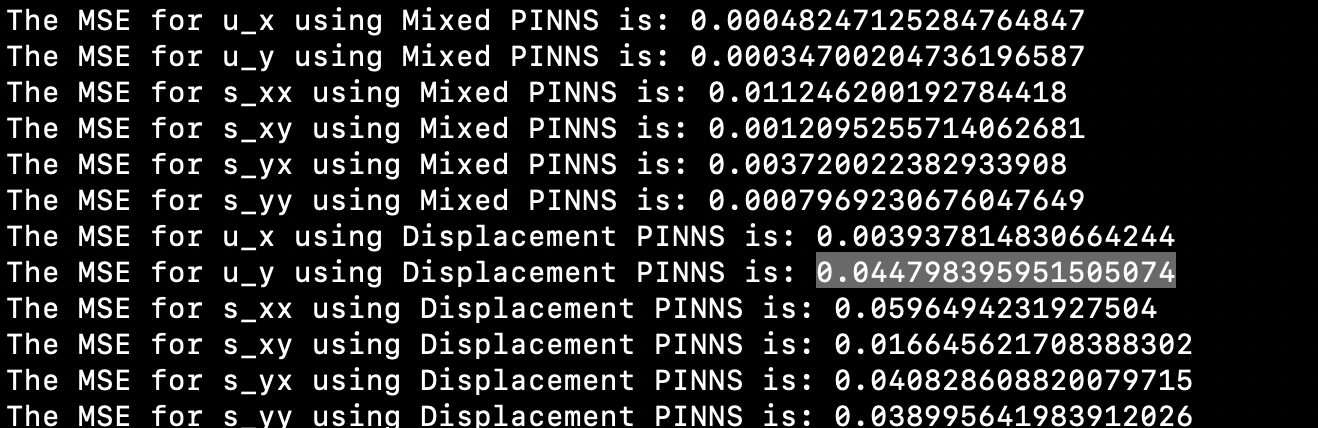 The MSE for u_x using Mixed PINNS is: 0.00048247125284764847
The MSE for u_y using Mixed PINNS is: 0.00034700204736196587
The MSE for s_xx using Mixed PINNS is: 0.011246200192784418
The MSE for s_xy using Mixed PINNS is: 0.0012095255714062681
The MSE for s_yx using Mixed PINNS is: 0.003720022382933908
The MSE for s_yy using Mixed PINNS is: 0.0007969230676047649
The MSE for u_x using Displacement PINNS is: 0.003937814830664244
The MSE for u_y using Displacement PINNS is: 0.044798395951505074
The MSE for s_xx using Displacement PINNS is: 0.0596494231927504
The MSE for s_xy using Displacement PINNS is: 0.016645621708388302
The MSE for s_yx using Displacement PINNS is: 0.040828608820079715
The MSE for s_yy using Displacement PINNS is: 0.038995641983912026